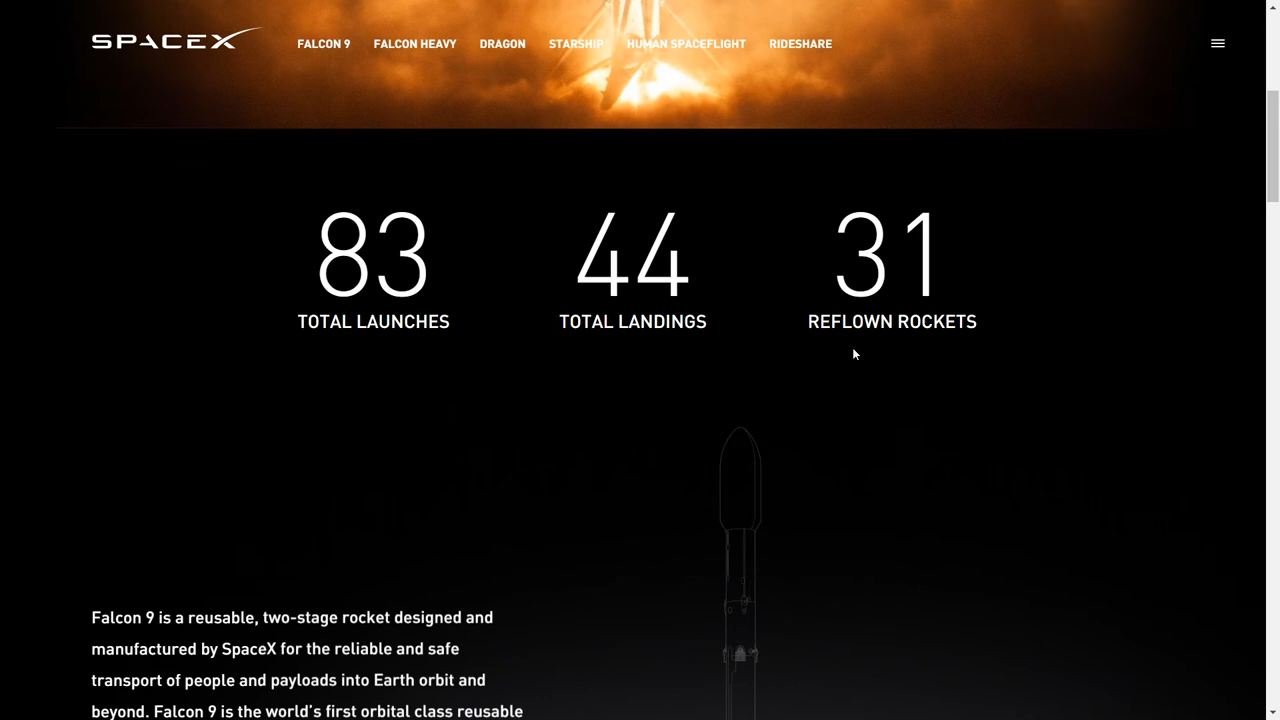 SPACEX FALCON 9 FALCON HEAVY DRAGON STARSHIP HUMAN SPACEFLIGHT RIDESHARE
83 44 31
TOTAL LAUNCHES TOTAL LANDINGS REFLOWN ROCKETS
Falcon 9 is a reusable, two-stage rocket designed and
manufactured by SpaceX for the reliable and safe
transport of people and payloads into Earth orbit and
beyond. Falcon 9 is the world’s first orbital class reusable